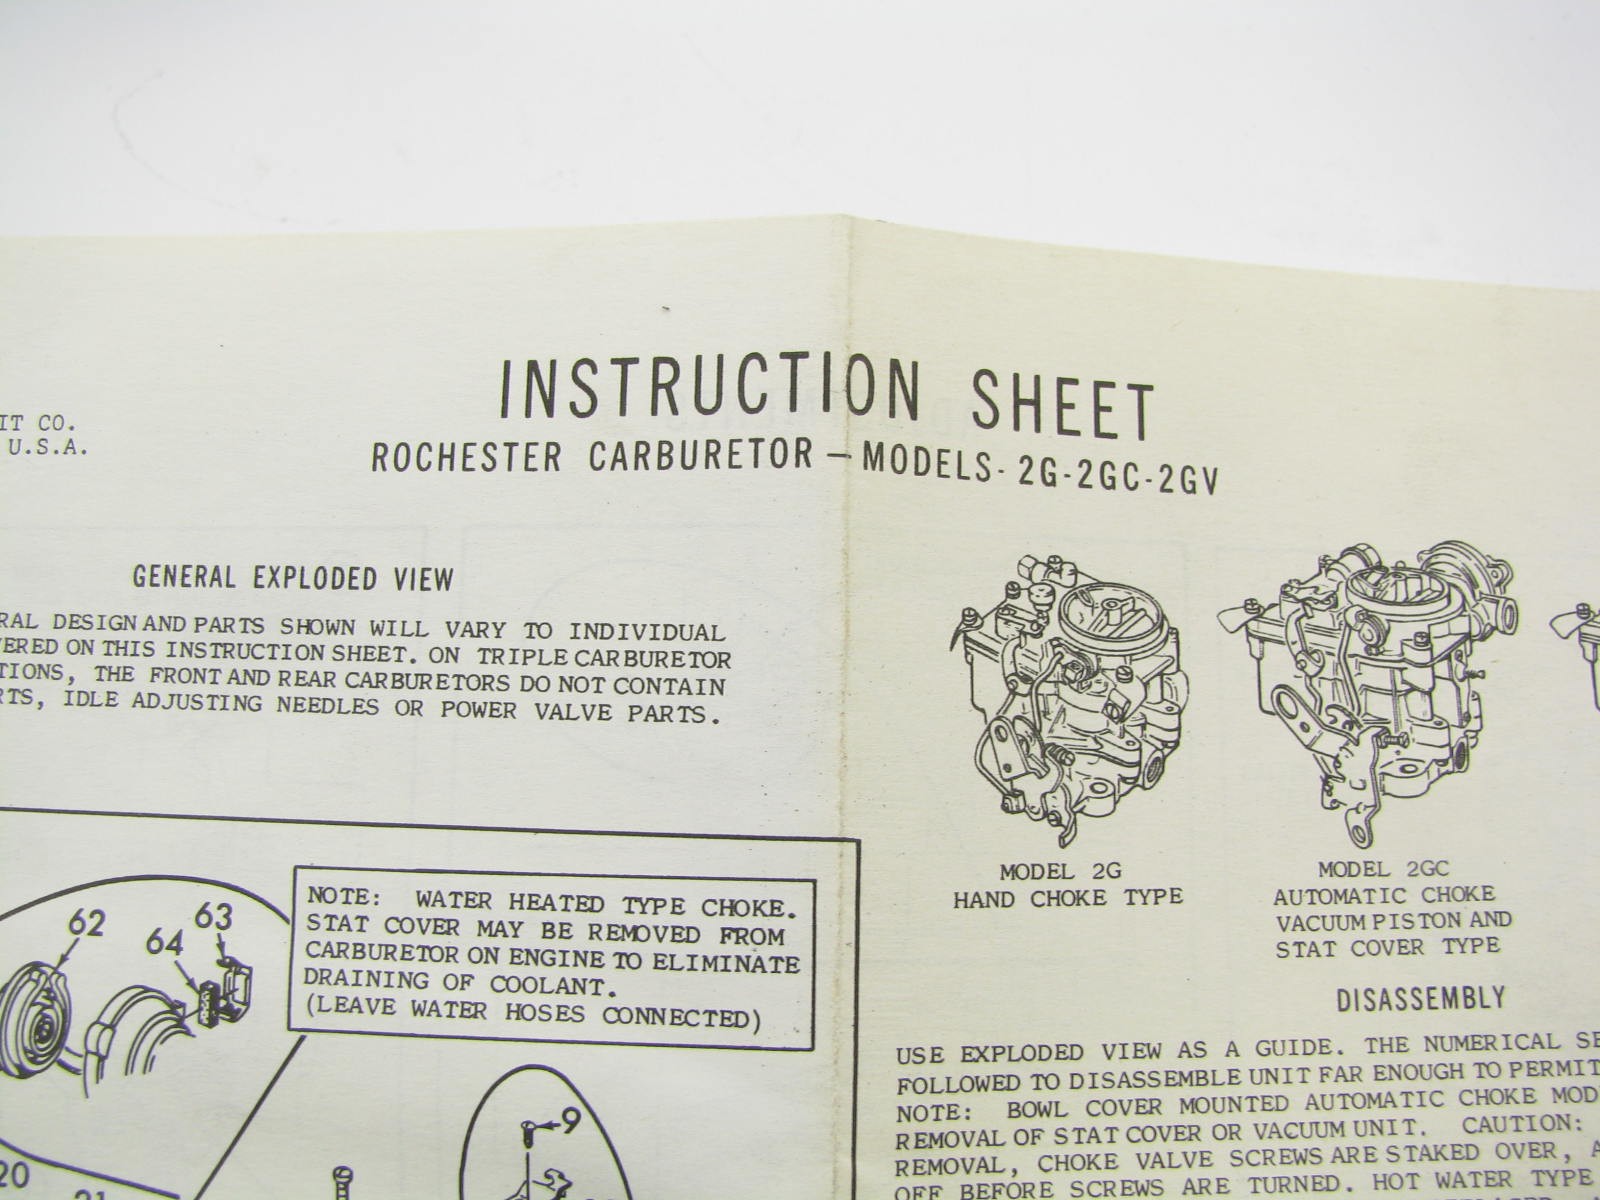 INSTRUCTION SHEET
ROCHESTER CARBURETOR — MODELS- 2G-2GC-2GV
IT CO.
U.S.A.
GENERAL EXPLODED VIEW
RAL DESIGN AND PARTS SHOWN WILL VARY TO INDIVIDUAL
ERED ON THIS INSTRUCTION SHEET. ON TRIPLE CARBURETOR
TIONS, THE FRONT AND REAR CARBURETORS DO NOT CONTAIN
RTS, IDLE ADJUSTING NEEDLES OR POWER VALVE PARTS.
62
63
64
NOTE: WATER HEATED TYPE CHOKE.
STAT COVER MAY BE REMOVED FROM
CARBURETOR ON ENGINE TO ELIMINATE
DRAINING OF COOLANT.
(LEAVE WATER HOSES CONNECTED)
9
20
21
MODEL 2G
HAND CHOKE TYPE
MODEL 2GC
AUTOMATIC CHOKE
VACUUM PISTON AND
STAT COVER TYPE
DISASSEMBLY
USE EXPLODED VIEW AS A GUIDE. THE NUMERICAL SE
FOLLOWED TO DISASSEMBLE UNIT FAR ENOUGH TO PERMIT
NOTE: BOWL COVER MOUNTED AUTOMATIC CHOKE MOD
REMOVAL OF STAT COVER OR VACUUM UNIT. CAUTION:
REMOVAL, CHOKE VALVE SCREWS ARE STAKED OVER, A
OFF BEFORE SCREWS ARE TURNED. HOT WATER TYPE